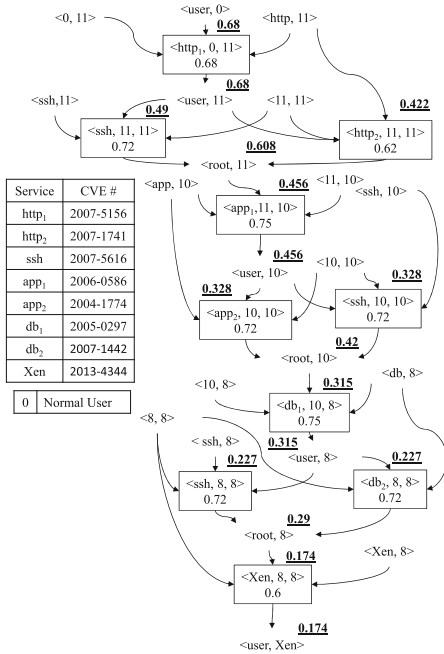 <user, 0>
<0, 11>
<http, 11>
0.68
<http1, 0, 11>
0.68
0.68
<ssh,11>
0.49
<user, 11>
<11, 11>
0.422
<ssh, 11, 11>
0.72
<http2, 11, 11>
0.62
0.608
<root, 11>
<app, 10>
0.456
<11, 10>
<ssh, 10>
<app1,11, 10>
0.75
0.456
<user, 10>
<10, 10>
0.328
0.328
<app2, 10, 10>
0.72
<ssh, 10, 10>
0.72
0.42
<root, 10>
Service CVE #
http1 2007-5156
http2 2007-1741
ssh 2007-5616
app1 2006-0586
app2 2004-1774
db1 2005-0297
db2 2007-1442
Xen 2013-4344
0 Normal User
<10, 8>
0.315
<db, 8>
<db1, 10, 8>
0.75
<8, 8>
<ssh, 8>
0.315
<user, 8>
0.227
0.227
<ssh, 8, 8>
0.72
<db2, 8, 8>
0.72
0.29
<root, 8>
0.174
<Xen, 8>
<Xen, 8, 8>
0.6
0.174
<user, Xen>